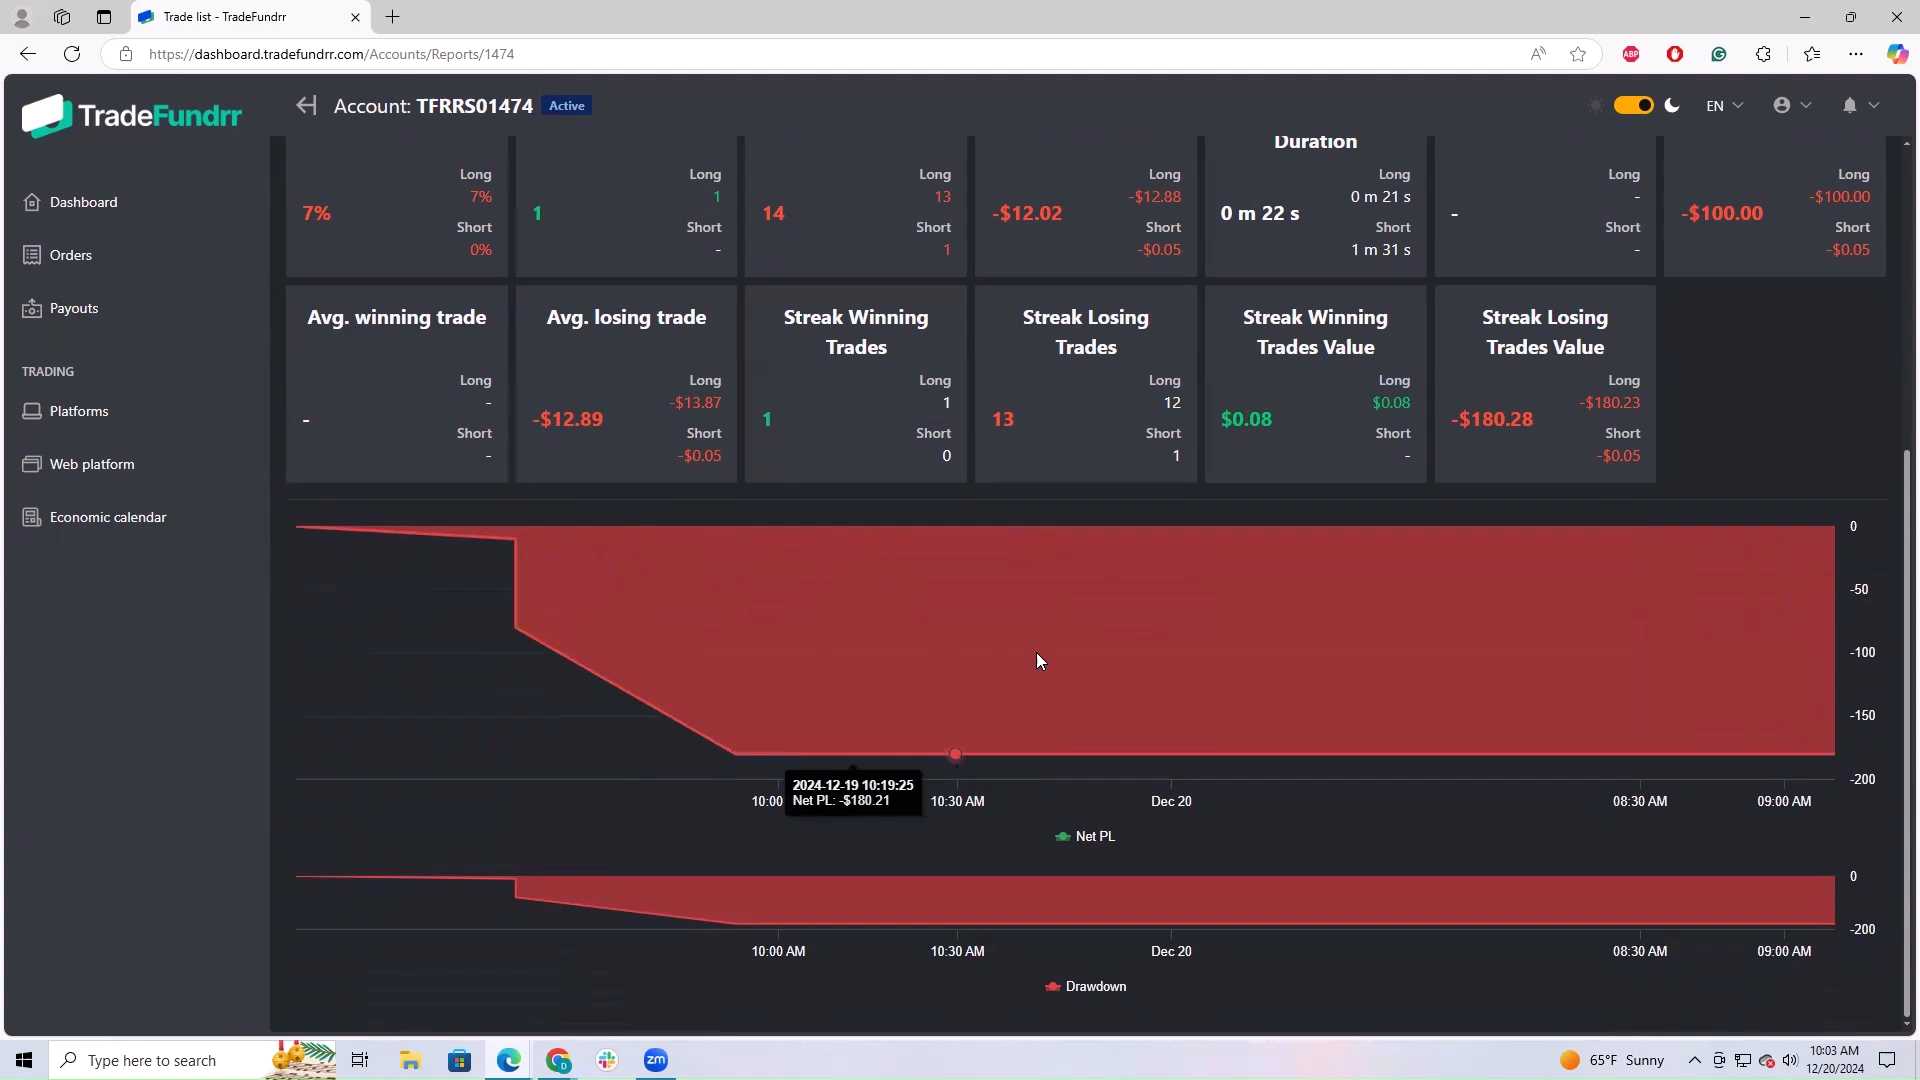 Trade list - TradeFundrr
https://dashboard.tradefundrr.com/Accounts/Reports/1474
ABP
TradeFundrr
Account: TFRRS01474 Active
EN
Dashboard
Orders
Payouts
TRADING
Platforms
Web platform
Economic calendar
7%
Long
7%
Short
0%
1
Long
1
Short
-
14
Long
13
Short
1
-$12.02
Long
-$12.88
Short
-$0.05
Duration
0 m 22 s
Long
0 m 21 s
Short
1 m 31 s
-
Long
-
Short
-
-$100.00
Long
-$100.00
Short
-$0.05
Avg. winning trade
-
Long
-
Short
-
Avg. losing trade
-$12.89
Long
-$13.87
Short
-$0.05
Streak Winning
Trades
1
Long
1
Short
0
Streak Losing
Trades
13
Long
12
Short
1
Streak Winning
Trades Value
$0.08
Long
$0.08
Short
-
Streak Losing
Trades Value
-$180.28
Long
-$180.23
Short
-$0.05
0
-50
-100
-150
-200
2024-12-19 10:19:25
Net PL: -$180.21
10:00
10:30 AM
Dec 20
08:30 AM
09:00 AM
Net PL
0
-200
10:00 AM
10:30 AM
Dec 20
08:30 AM
09:00 AM
Drawdown
Type here to search
D
zm
65°F Sunny
10:03 AM
12/20/2024